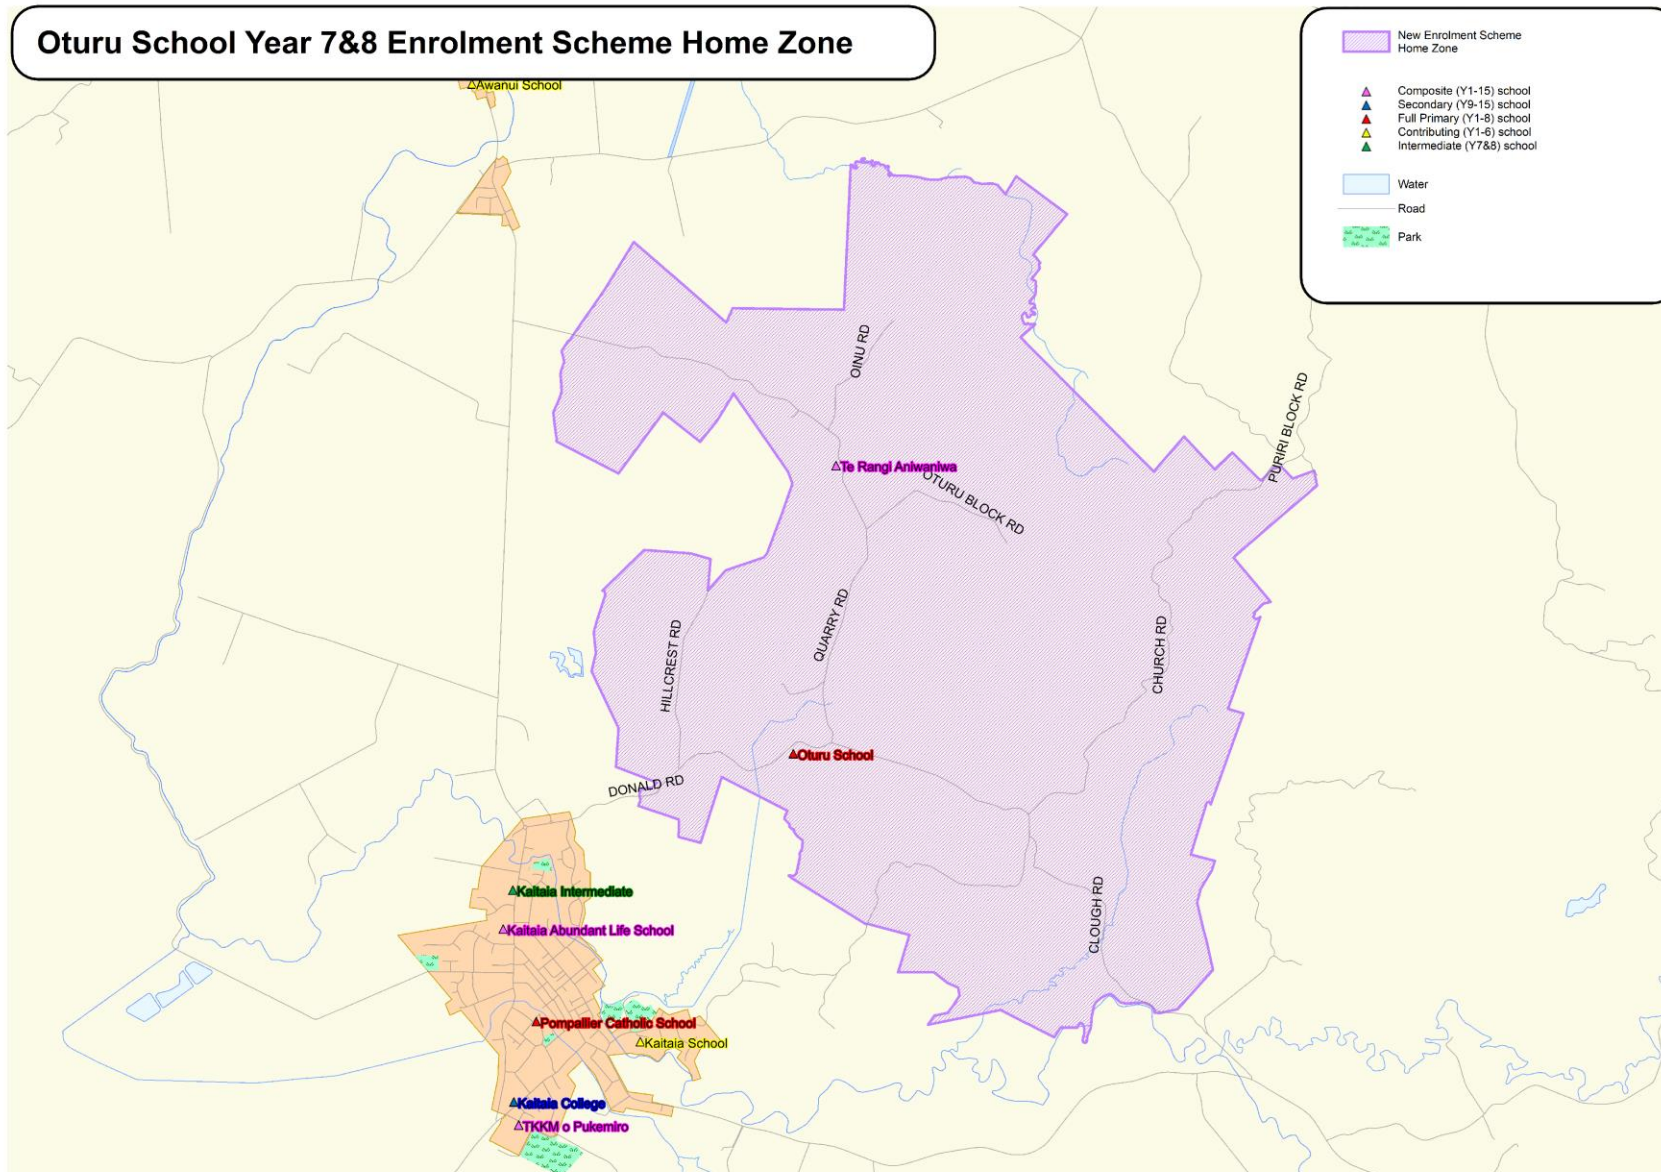 Oturu School Year 7&8 Enrolment Scheme Home Zone
New Enrolment Scheme
Home Zone
Composite (Y1-15) school
Secondary (Y9-15) school
Full Primary (Y1-8) school
Contributing (Y1-6) school
Intermediate (Y7&8) school
Water
Road
Park
Awanui School
OINU RD
PURIRI BLOCK RD
Te Rangi Aniwaniwa
OTURU BLOCK RD
QUARRY RD
HILLCREST RD
CHURCH RD
Oturu School
DONALD RD
Kaitaia Intermediate
CLOUGH RD
Kaitaia Abundant Life School
Pompallier Catholic School
Kaitaia School
Kaitaia College
TKKM o Pukemiro